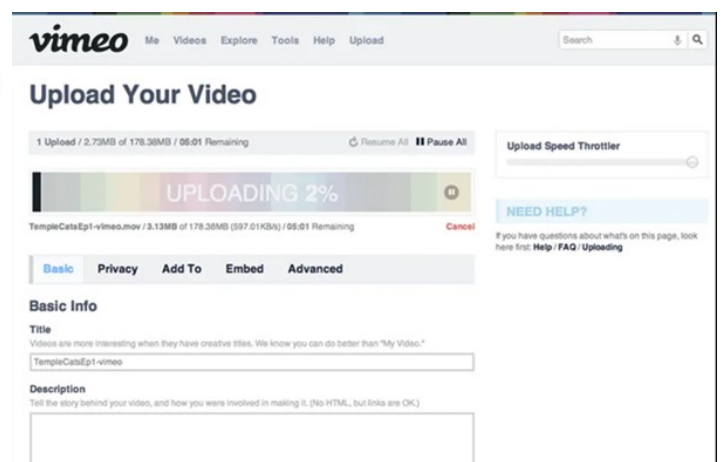 vimeo Me Videos Explore Tools Help Upload Search
Upload Your Video
1 Upload / 2.73MB of 178.38MB / 05:01 Remaining Resume All Pause All
UPLOADING 2%
TempleCatsEp1-vimeo.mov / 3.13MB of 178.38MB (597.01KB/s) / 05:01 Remaining Cancel
Basic Privacy Add To Embed Advanced
Basic Info
Title
Videos are more interesting when they have creative titles. We know you can do better than "My Video."
TempleCatsEp1-vimeo
Description
Tell the story behind your video, and how you were involved in making it. (No HTML, but links are OK.)
Upload Speed Throttler
NEED HELP?
If you have questions about what's on this page, look
here first: Help / FAQ / Uploading